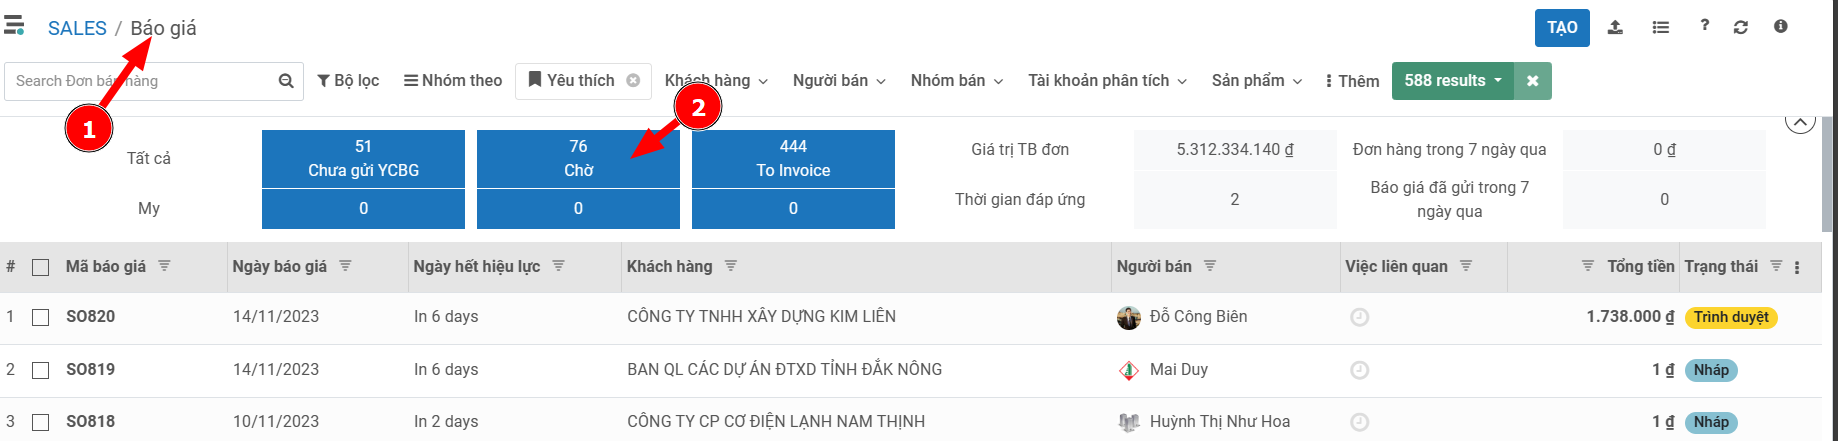 SALES / Báo giá
TẠO
?
Search Đơn bán hàng
Bộ lọc
Nhóm theo
Yêu thích
Khách hàng
Người bán
Nhóm bán
Tài khoản phân tích
Sản phẩm
Thêm
588 results
1
2
Tất cả
51
Chưa gửi YCBG
76
Chờ
444
To Invoice
Giá trị TB đơn
5.312.334.140 ₫
Đơn hàng trong 7 ngày qua
0 ₫
My
0
0
0
Thời gian đáp ứng
2
Báo giá đã gửi trong 7
ngày qua
0
# Mã báo giá Ngày báo giá Ngày hết hiệu lực Khách hàng Người bán Việc liên quan Tổng tiền Trạng thái
1 SO820 14/11/2023 In 6 days CÔNG TY TNHH XÂY DỰNG KIM LIÊN Đỗ Công Biên 1.738.000 ₫ Trình duyệt
2 SO819 14/11/2023 In 6 days BAN QL CÁC DỰ ÁN ĐTXD TỈNH ĐẮK NÔNG Mai Duy 1 ₫ Nháp
3 SO818 10/11/2023 In 2 days CÔNG TY CP CƠ ĐIỆN LẠNH NAM THỊNH Huỳnh Thị Như Hoa 1 ₫ Nháp